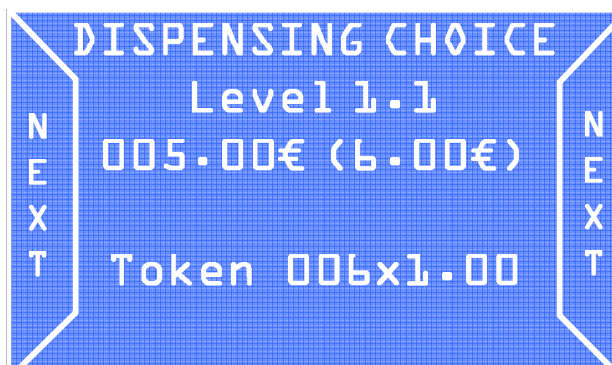 DISPENSING CHOICE
Level 1.1
005.00€ (6.00€)
Token 006x1.00
NEXT
NEXT